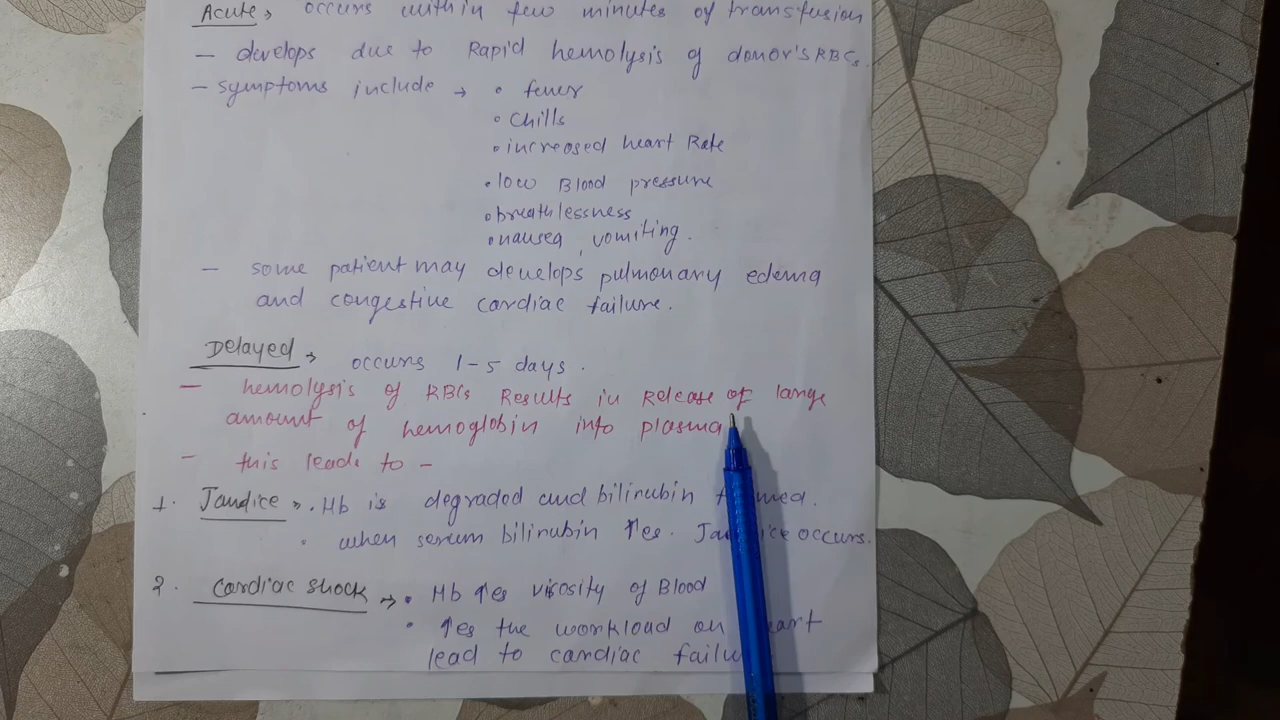 Acute → occurs within few minutes of transfusion
- develops due to Rapid hemolysis of donor's RBCs.
- symptoms include → • fever
• chills
• increased heart Rate
• low Blood pressure
• breathlessness
• nausea, vomiting.
- some patient may develops pulmonary edema
and congestive cardiac failure.
Delayed → occurs 1-5 days.
- hemolysis of RBCs Results in Release of large
amount of hemoglobin into plasma
- this leads to -
1. Jandice → • Hb is degraded and bilirubin
• when serum bilirubin ↑es. occurs.
2. Cardiac shock → • Hb ↑es viscosity of Blood
• ↑es the workload on
lead to cardiac